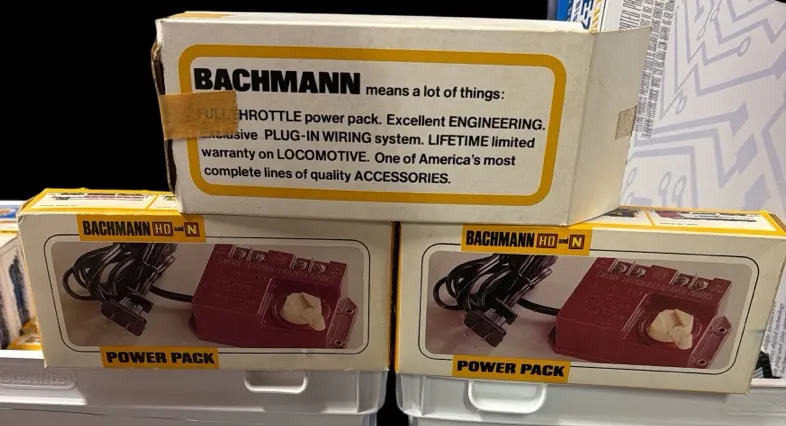 BACHMANN means a lot of things:
FULL THROTTLE power pack. Excellent ENGINEERING.
Exclusive PLUG-IN WIRING system. LIFETIME limited
warranty on LOCOMOTIVE. One of America's most
complete lines of quality ACCESSORIES.
BACHMANN HO and N
POWER PACK
BACHMANN HO and N
POWER PACK